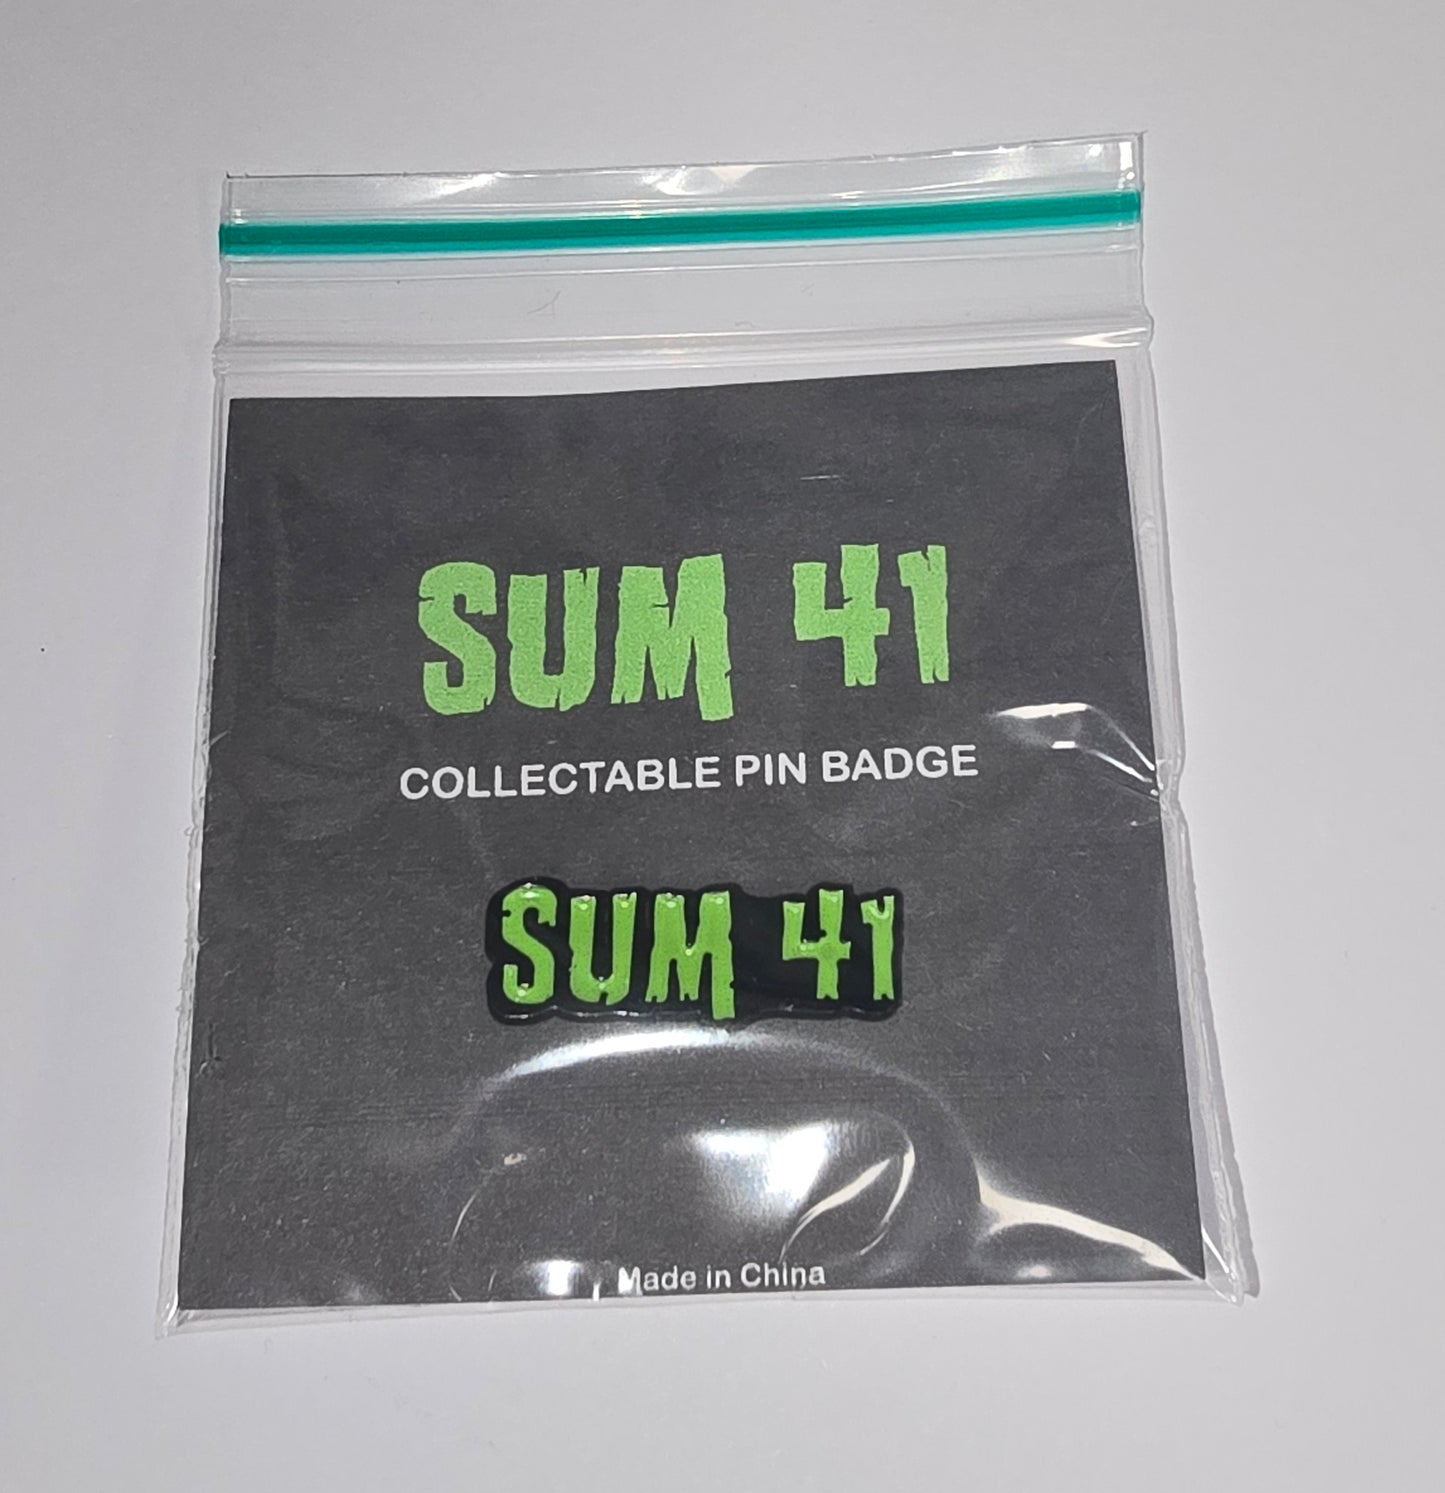 SUM 41
COLLECTABLE PIN BADGE
SUM 41
Made in China